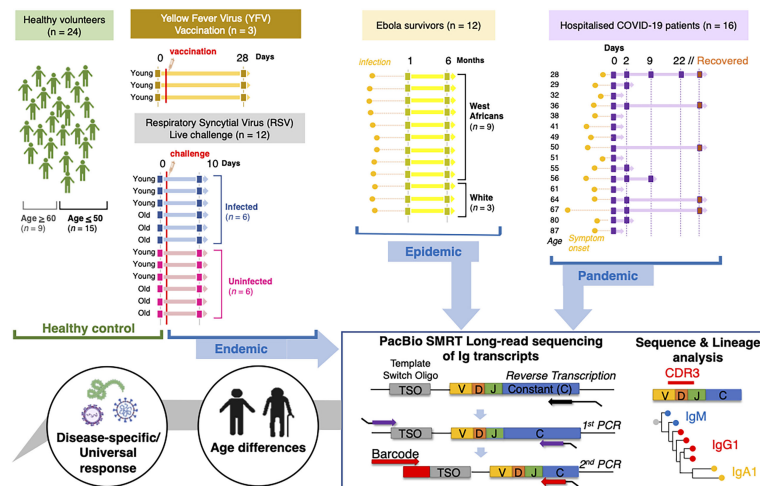 Healthy volunteers
(n = 24)
Age ≥ 60
(n = 9)
Age ≤ 50
(n = 15)
Yellow Fever Virus (YFV)
Vaccination (n = 3)
vaccination
0
28
Days
Young
Young
Young
Respiratory Syncytial Virus (RSV)
Live challenge (n = 12)
challenge
0
10
Days
Young
Young
Young
Old
Old
Old
Infected
(n = 6)
Young
Young
Young
Old
Old
Old
Uninfected
(n = 6)
Ebola survivors (n = 12)
infection
1
6
Months
West
Africans
(n = 9)
White
(n = 3)
Hospitalised COVID-19 patients (n = 16)
Days
0 2 9 22 // Recovered
28
29
32
36
38
41
49
50
51
55
56
61
64
67
80
87
Age
Symptom
onset
Healthy control
Endemic
Epidemic
Pandemic
Disease-specific/
Universal
response
Age differences
PacBio SMRT Long-read sequencing
of Ig transcripts
Template
Switch Oligo
Reverse Transcription
TSO
V D J Constant (C)
1st PCR
TSO
V D J C
2nd PCR
Barcode
TSO
V D J C
Sequence & Lineage
analysis
CDR3
V D J C
IgM
IgG1
IgA1